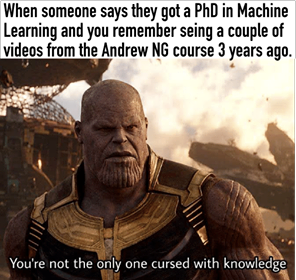 When someone says they got a PhD in Machine
Learning and you remember seing a couple of
videos from the Andrew NG course 3 years ago.
You're not the only one cursed with knowledge